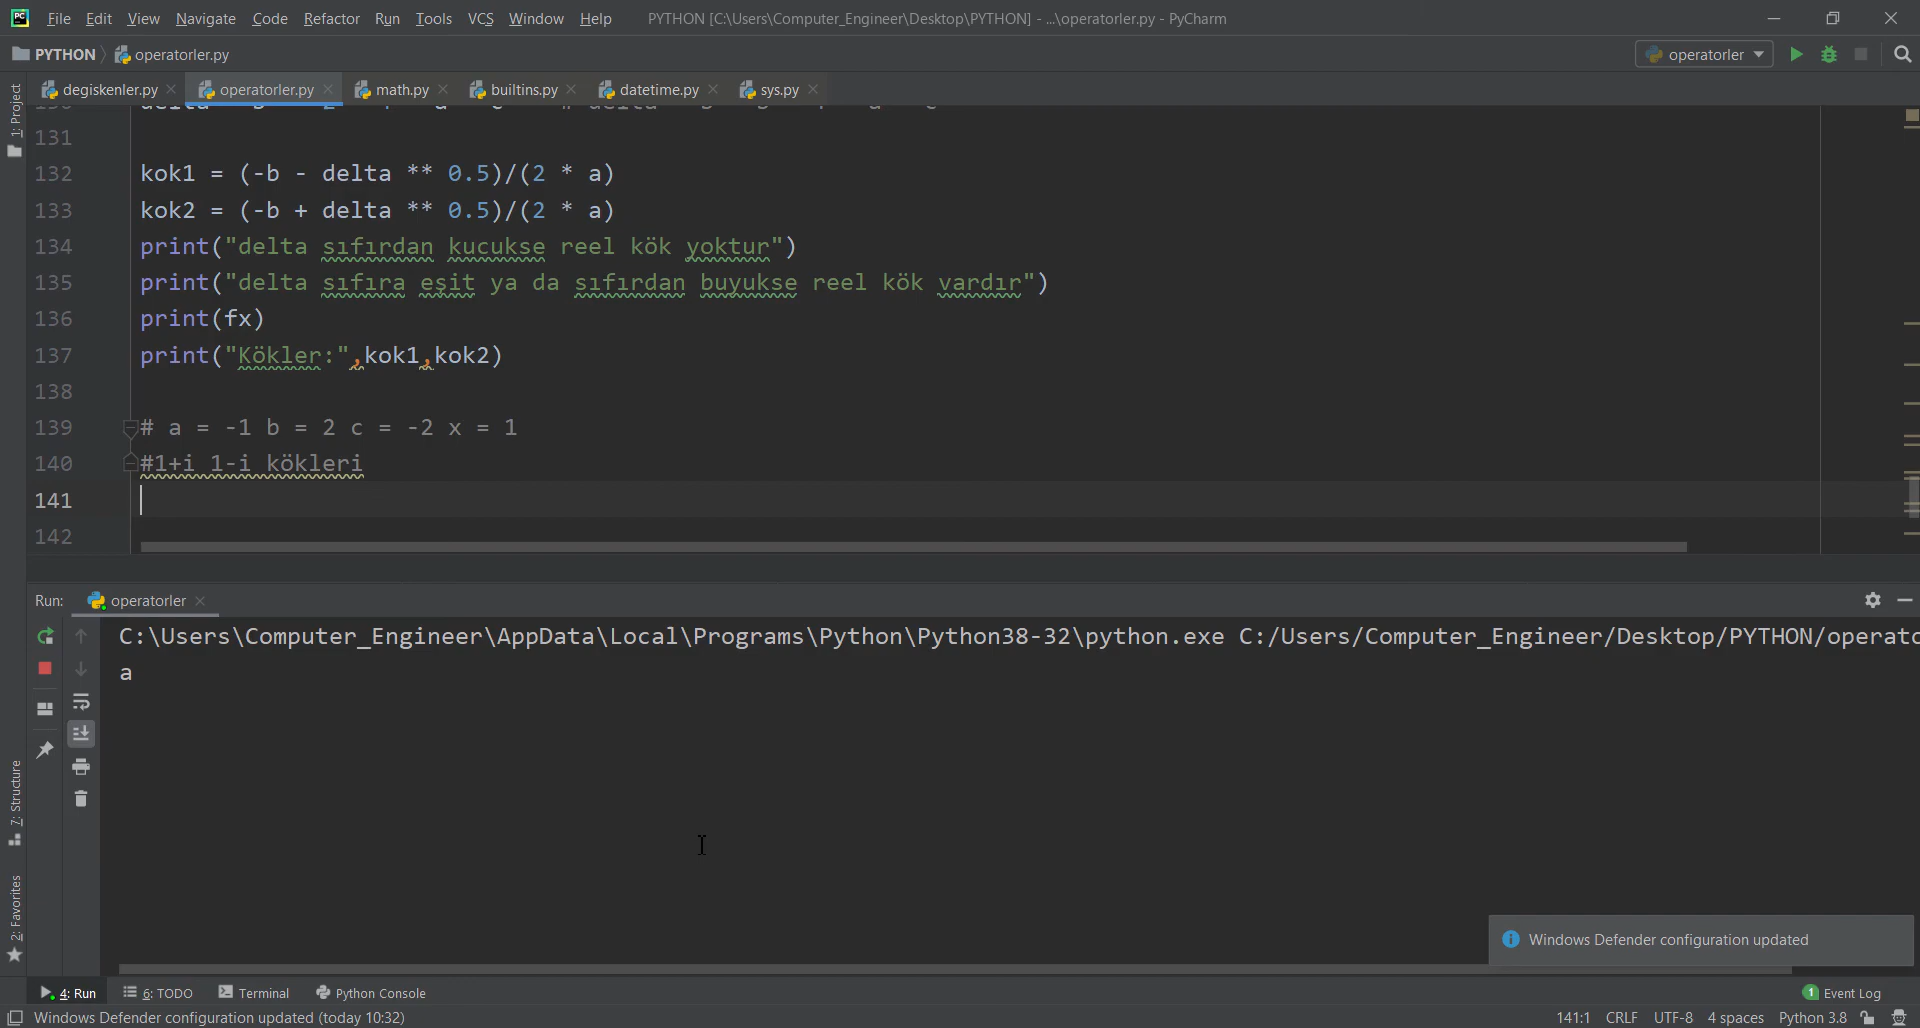 File Edit View Navigate Code Refactor Run Tools VCS Window Help PYTHON [C:\Users\Computer_Engineer\Desktop\PYTHON] - ...\operatorler.py - PyCharm
PYTHON operatorler.py operatorler
degiskenler.py operatorler.py math.py builtins.py datetime.py sys.py
1: Project
131
132 kok1 = (-b - delta ** 0.5)/(2 * a)
133 kok2 = (-b + delta ** 0.5)/(2 * a)
134 print("delta sıfırdan kucukse reel kök yoktur")
135 print("delta sıfıra eşit ya da sıfırdan buyukse reel kök vardır")
136 print(fx)
137 print("Kökler:",kok1,kok2)
138
139 # a = -1 b = 2 c = -2 x = 1
140 #1+i 1-i kökleri
141
142
Run: operatorler
C:\Users\Computer_Engineer\AppData\Local\Programs\Python\Python38-32\python.exe C:/Users/Computer_Engineer/Desktop/PYTHON/operato
a
7: Structure
2: Favorites
Windows Defender configuration updated
4: Run 6: TODO Terminal Python Console 1 Event Log
Windows Defender configuration updated (today 10:32) 141:1 CRLF UTF-8 4 spaces Python 3.8